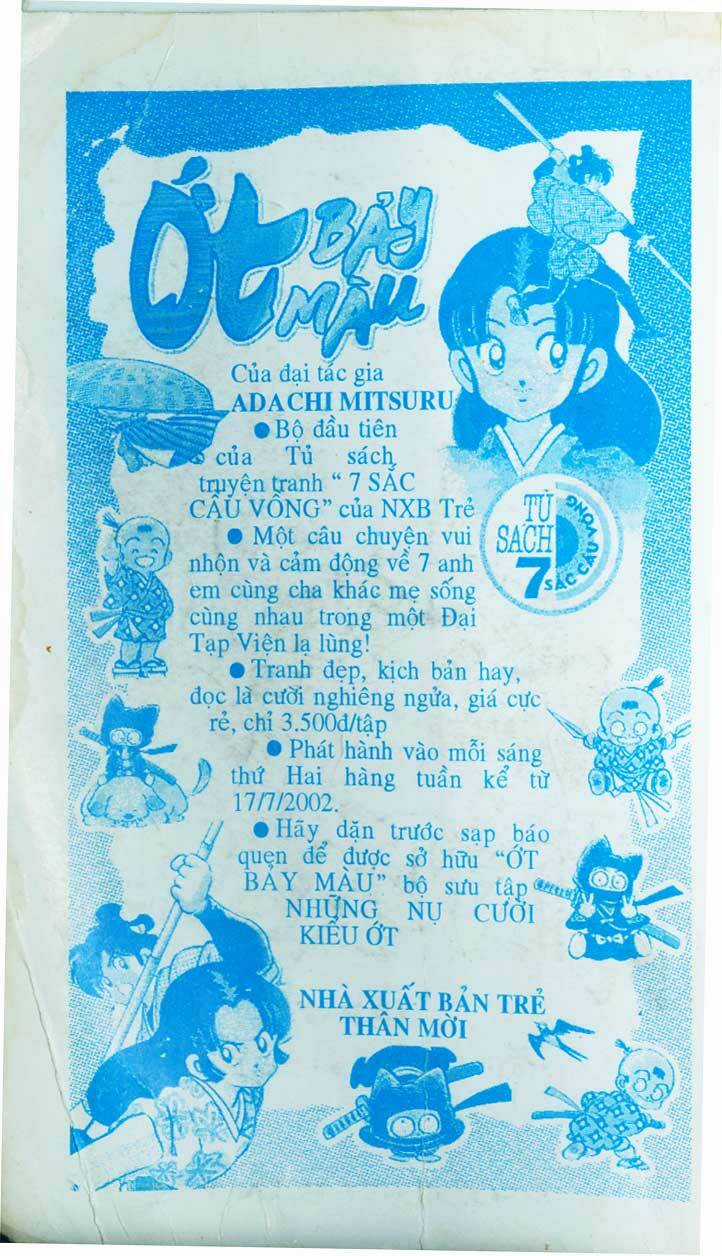 ỚT BẢY
MÀU
Của đại tác gia
ADACHI MITSURU
● Bộ đầu tiên
của Tủ sách
truyện tranh “ 7 SẮC
CẦU VỒNG” của NXB Trẻ
TỦ
SÁCH
7 SẮC CẦU VỒNG
● Một câu chuyện vui
nhộn và cảm động về 7 anh
em cùng cha khác mẹ sống
cùng nhau trong một Đại
Tạp Viện lạ lùng!
● Tranh đẹp, kịch bản hay,
đọc là cười nghiêng ngửa, giá cực
rẻ, chỉ 3.500đ/tập
● Phát hành vào mỗi sáng
thứ Hai hàng tuần kể từ
17/7/2002.
● Hãy dặn trước sạp báo
quen để được sở hữu “ỚT
BẢY MÀU” bộ sưu tập
NHỮNG NỤ CƯỜI
KIỂU ỚT
NHÀ XUẤT BẢN TRẺ
THÂN MỜI